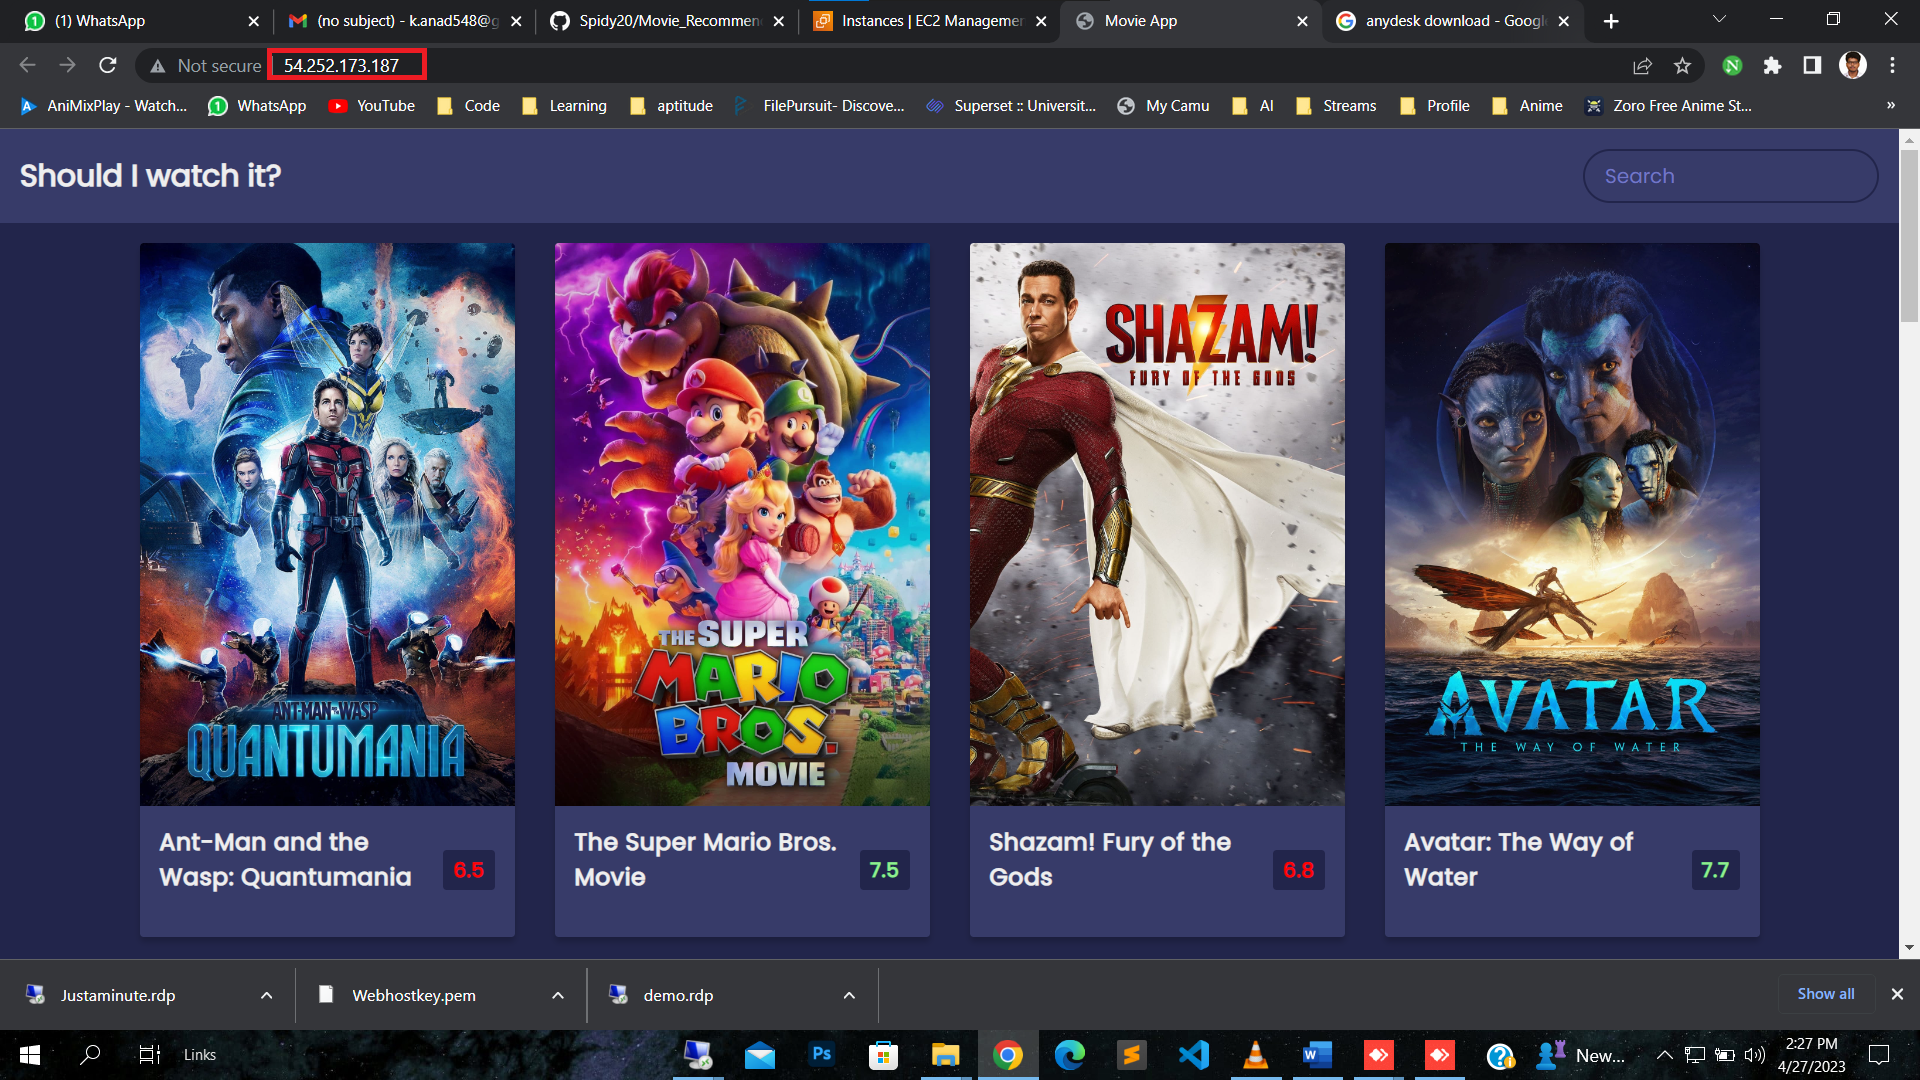 (1) WhatsApp
(no subject) - k.anad548@g
Spidy20/Movie_Recommen
Instances | EC2 Managemen
Movie App
anydesk download - Google
Not secure
54.252.173.187
AniMixPlay - Watch...
WhatsApp
YouTube
Code
Learning
aptitude
FilePursuit- Discove...
Superset :: Universit...
My Camu
AI
Streams
Profile
Anime
Zoro Free Anime St...
»
Should I watch it?
Search
ANT-MAN AND THE WASP
QUANTUMANIA
THE SUPER
MARIO
BROS.
MOVIE
SHAZAM!
FURY OF THE GODS
AVATAR
THE WAY OF WATER
Ant-Man and the
Wasp: Quantumania
6.5
The Super Mario Bros.
Movie
7.5
Shazam! Fury of the
Gods
6.8
Avatar: The Way of
Water
7.7
Justaminute.rdp
Webhostkey.pem
demo.rdp
Show all
Links
Ps
New...
2:27 PM
4/27/2023